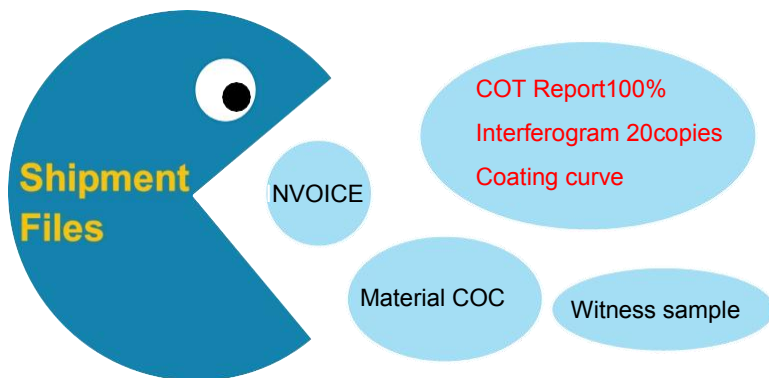 Shipment
Files
NVOICE
COT Report100%
Interferogram 20copies
Coating curve
Material COC
Witness sample